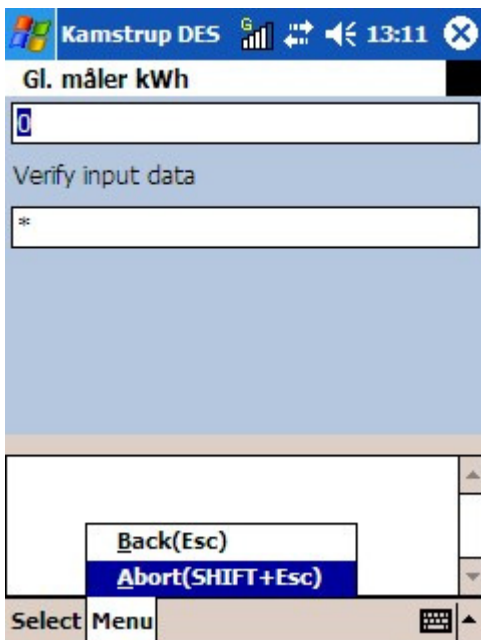 Kamstrup DES G 13:11
Gl. måler kWh
0
Verify input data
*
Back(Esc)
Abort(SHIFT+Esc)
Select Menu